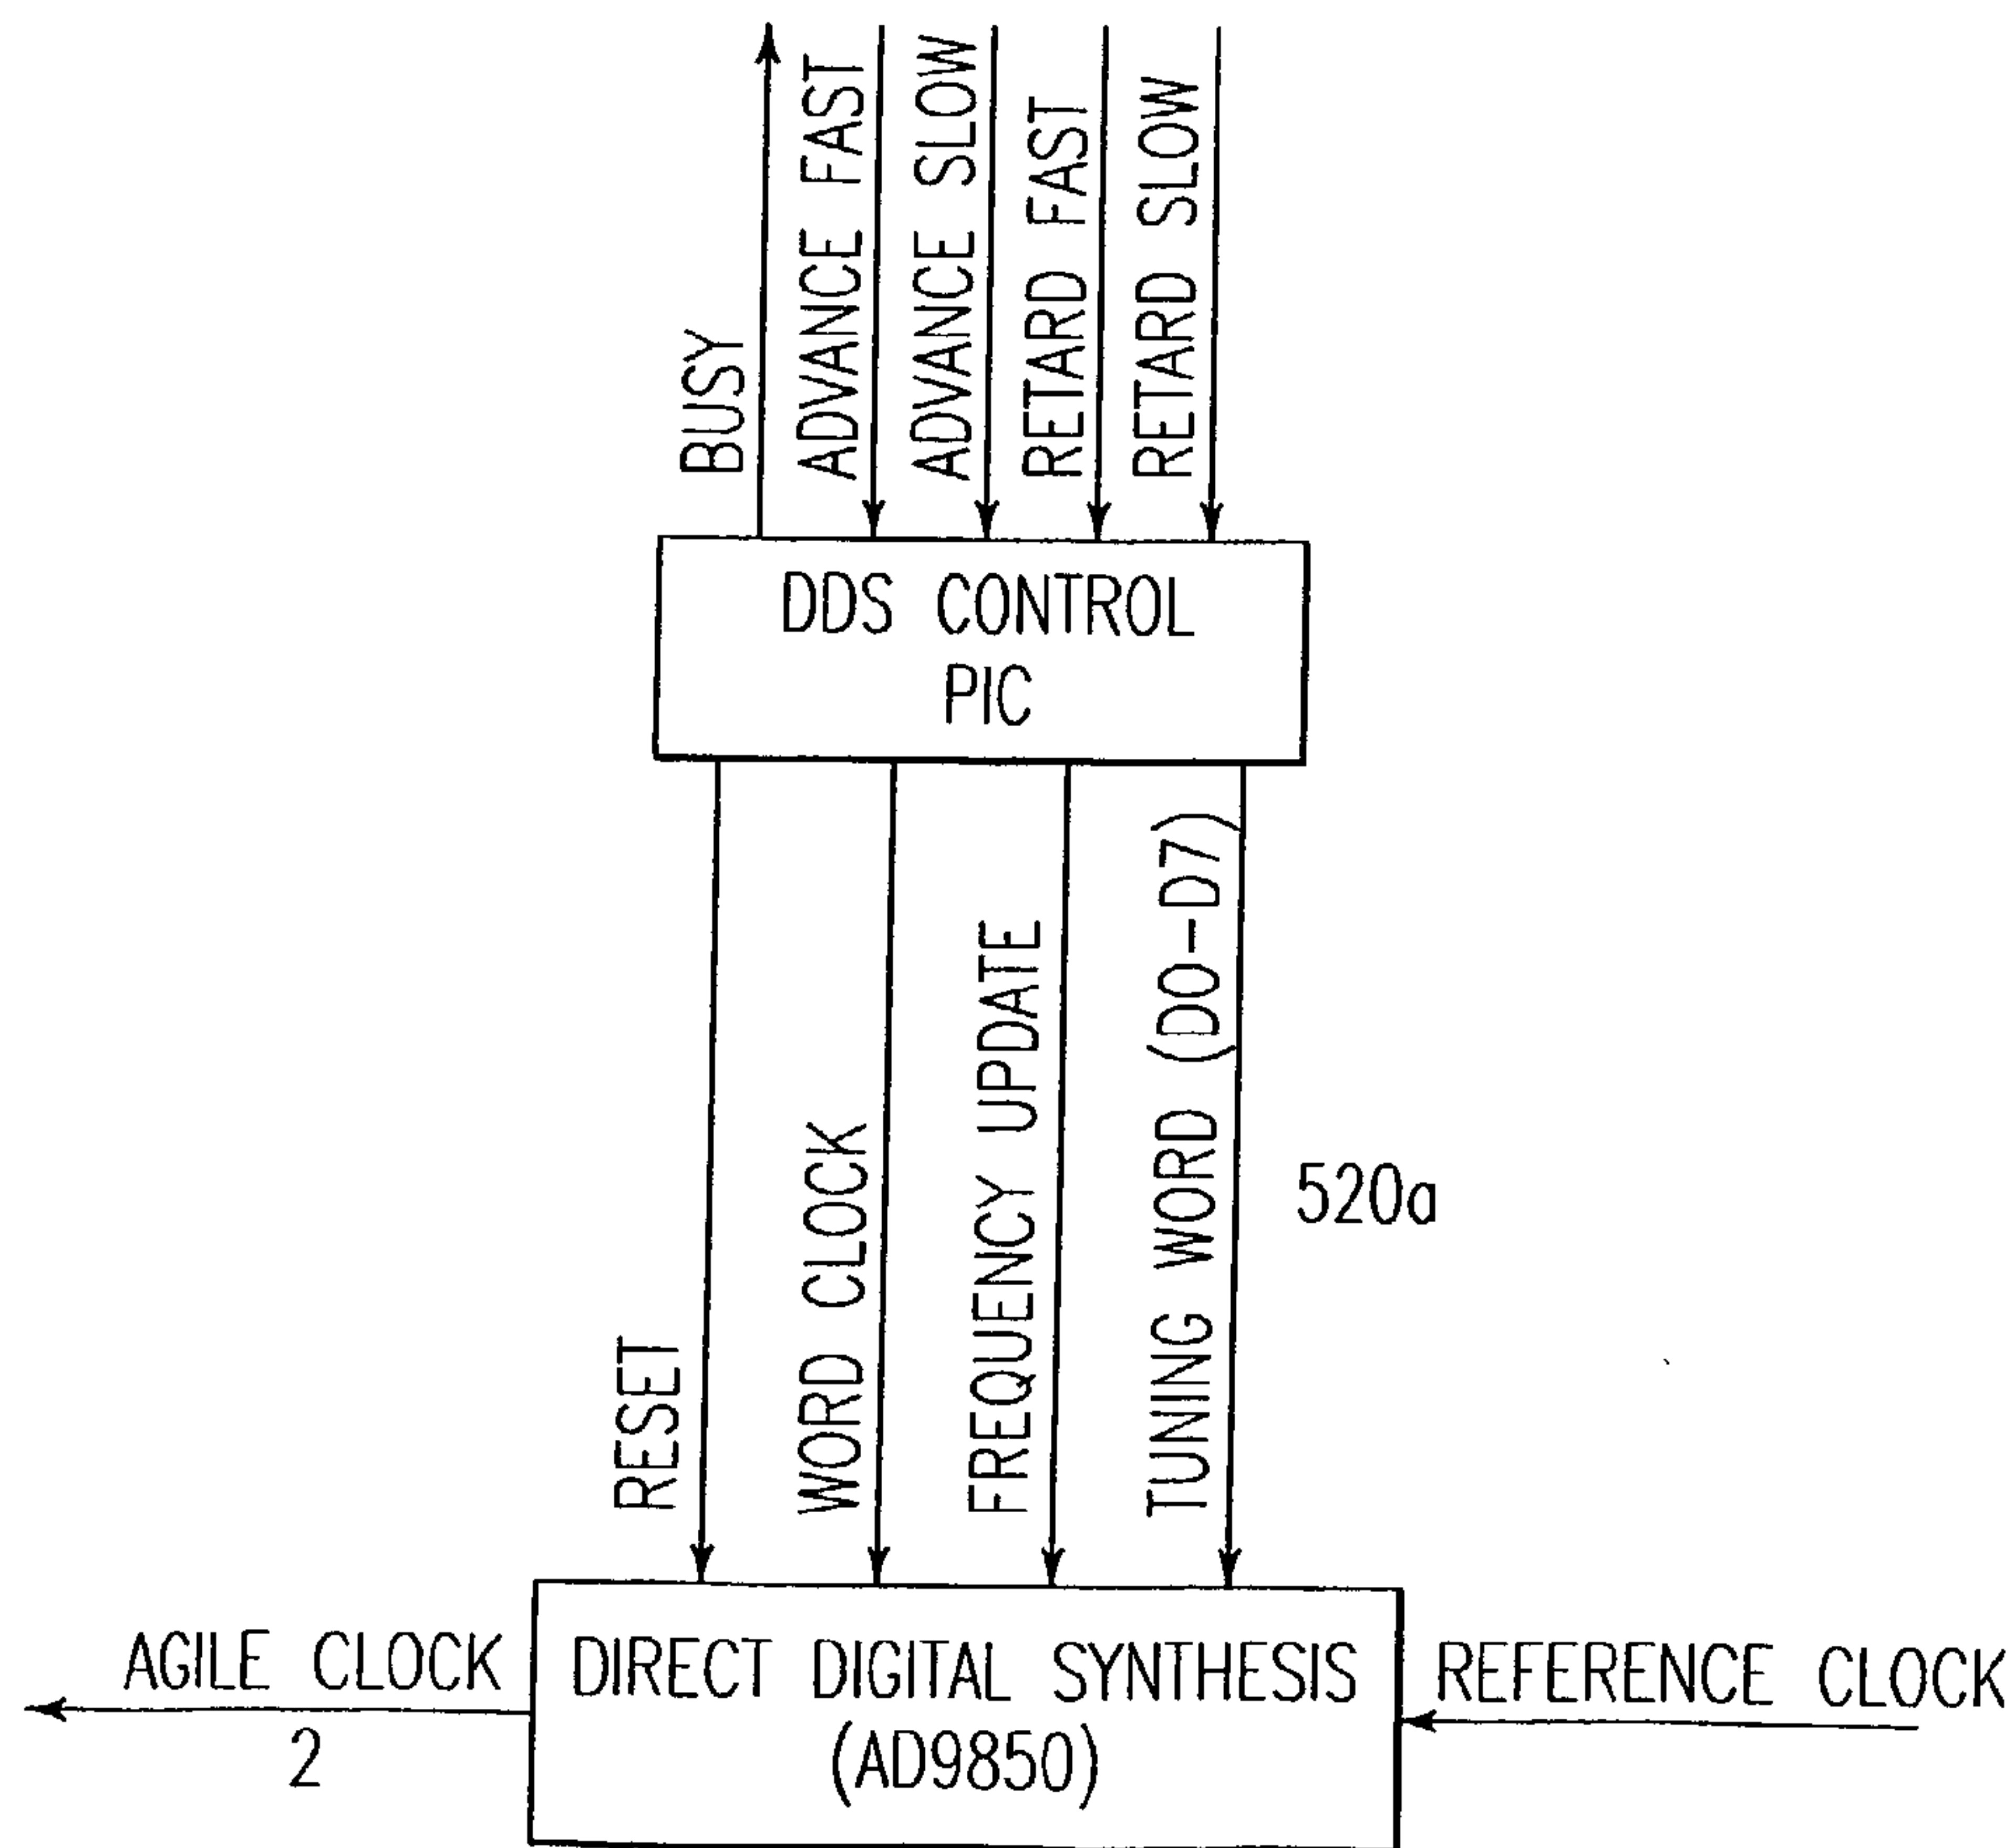 BUSY
ADVANCE FAST
ADVANCE SLOW
RETARD FAST
RETARD SLOW
DDS CONTROL
PIC
RESET
WORD CLOCK
FREQUENCY UPDATE
TUNING WORD (D0-D7)
520a
AGILE CLOCK
2
DIRECT DIGITAL SYNTHESIS
(AD9850)
REFERENCE CLOCK